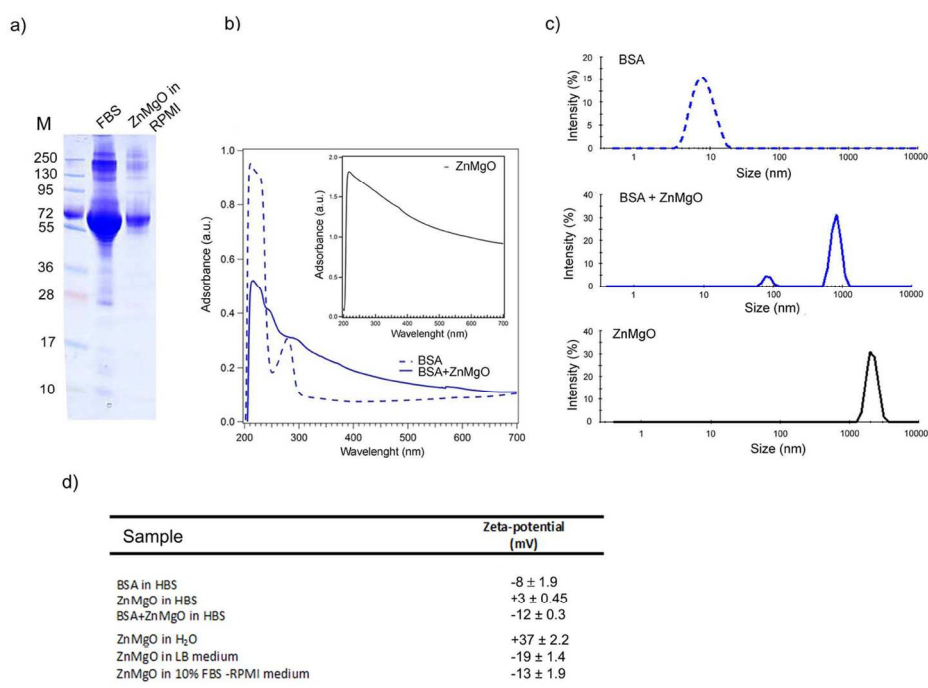 a)
M
FBS
ZnMgO in
RPMI
250
130
95
72
55
36
28
17
10
b)
1.0
0.8
0.6
0.4
0.2
0.0
Adsorbance (a.u.)
200 300 400 500 600 700
Wavelenght (nm)
BSA
BSA+ZnMgO
2.0
1.5
1.0
0.5
0.0
Absorbance (a.u.)
ZnMgO
200 300 400 500 600 700
Wavelenght (nm)
c)
BSA
Intensity (%)
20
15
10
5
0
1 10 100 1000 10000
Size (nm)
BSA + ZnMgO
Intensity (%)
40
30
20
10
0
1 10 100 1000 10000
Size (nm)
ZnMgO
Intensity (%)
40
30
20
10
0
1 10 100 1000 10000
Size (nm)
d)
Sample Zeta-potential
(mV)
BSA in HBS -8 ± 1.9
ZnMgO in HBS +3 ± 0.45
BSA+ZnMgO in HBS -12 ± 0.3
ZnMgO in H₂O +37 ± 2.2
ZnMgO in LB medium -19 ± 1.4
ZnMgO in 10% FBS -RPMI medium -13 ± 1.9